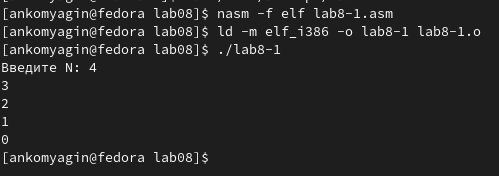 [ankomyagin@fedora lab08]$ nasm -f elf lab8-1.asm
[ankomyagin@fedora lab08]$ ld -m elf_i386 -o lab8-1 lab8-1.o
[ankomyagin@fedora lab08]$ ./lab8-1
Введите N: 4
3
2
1
0
[ankomyagin@fedora lab08]$